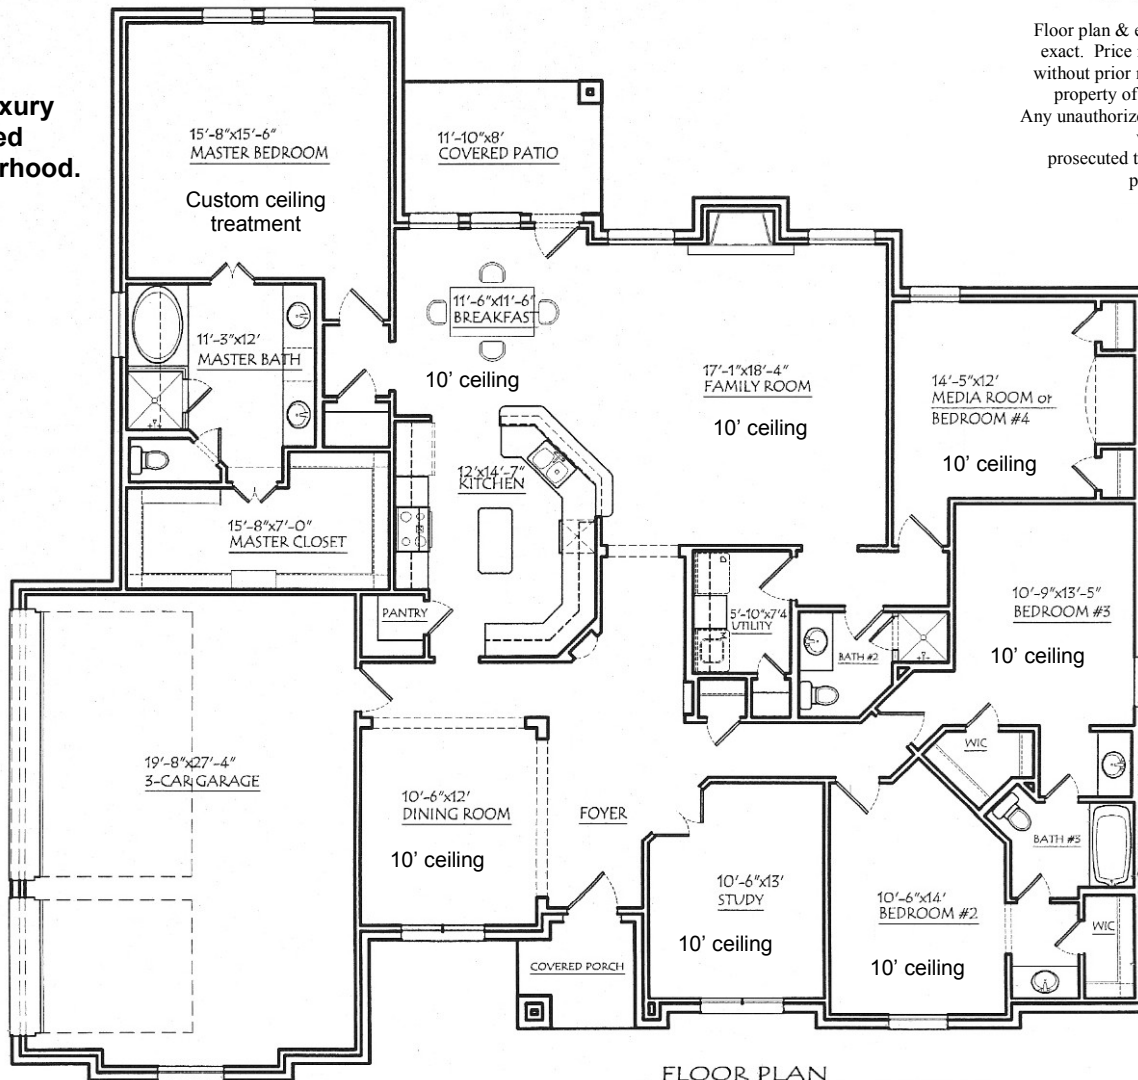 xury
ed
rhood.
Floor plan & e
exact. Price
without prior
property of
Any unauthoriz
prosecuted t
p
15'-8"x15'-6"
MASTER BEDROOM
Custom ceiling
treatment
11'-10"x8'
COVERED PATIO
11'-6"x11'-6"
BREAKFAST
10' ceiling
11'-3"x12'
MASTER BATH
17'-1"x18'-4"
FAMILY ROOM
10' ceiling
14'-5"x12'
MEDIA ROOM or
BEDROOM #4
10' ceiling
12'x14'-7"
KITCHEN
15'-8"x7'-0"
MASTER CLOSET
PANTRY
5'-10"x7'4
UTILITY
BATH #2
10'-9"x13'-5"
BEDROOM #3
10' ceiling
WIC
19'-8"x27'-4"
3-CAR GARAGE
10'-6"x12'
DINING ROOM
10' ceiling
FOYER
10'-6"x13'
STUDY
10' ceiling
10'-6"x14'
BEDROOM #2
10' ceiling
BATH #3
WIC
COVERED PORCH
FLOOR PLAN